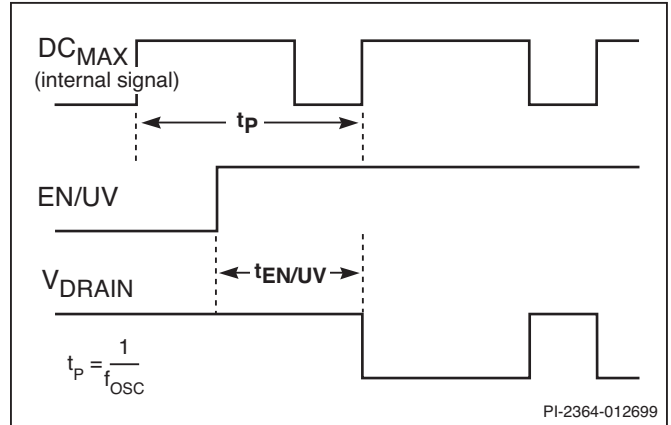 DCMAX
(internal signal)
tP
EN/UV
tEN/UV
VDRAIN
tP = 1
fOSC
PI-2364-012699